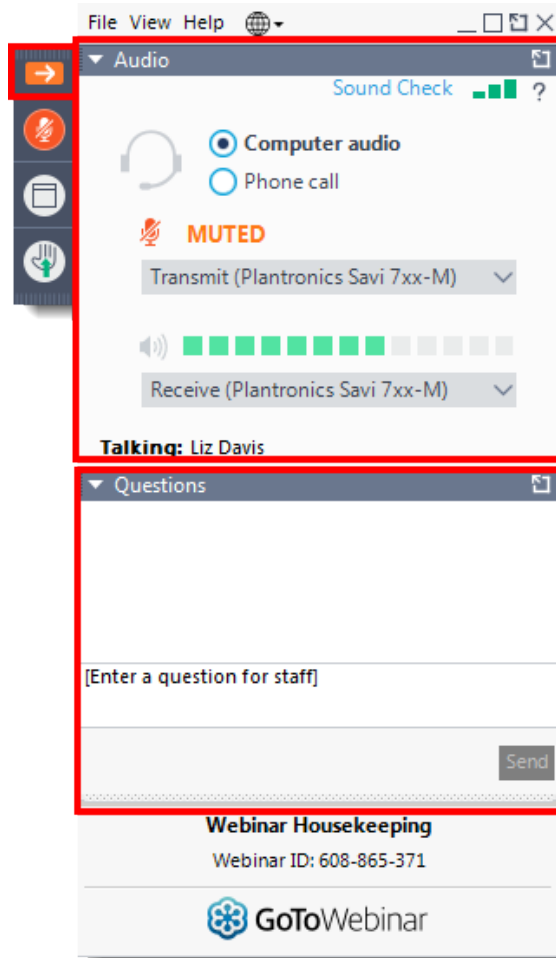 File View Help
Audio
Sound Check ?
Computer audio
Phone call
MUTED
Transmit (Plantronics Savi 7xx-M)
Receive (Plantronics Savi 7xx-M)
Talking: Liz Davis
Questions
[Enter a question for staff]
Send
Webinar Housekeeping
Webinar ID: 608-865-371
GoToWebinar